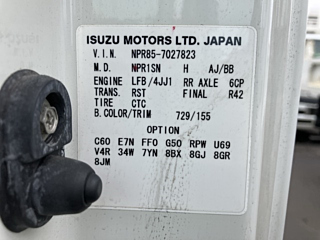 ISUZU MOTORS LTD. JAPAN
V.I.N. NPR85-7027823
M.D. NPR1SN H AJ/BB
ENGINE LFB/4JJ1 RR AXLE 6CP
TRANS. RST FINAL R42
TIRE CTC
B.COLOR/TRIM 729/155
OPTION
C60 E7N FFO G50 RPW U69
V4R 34W 7YN 8BX 8GJ 8GR
8JM